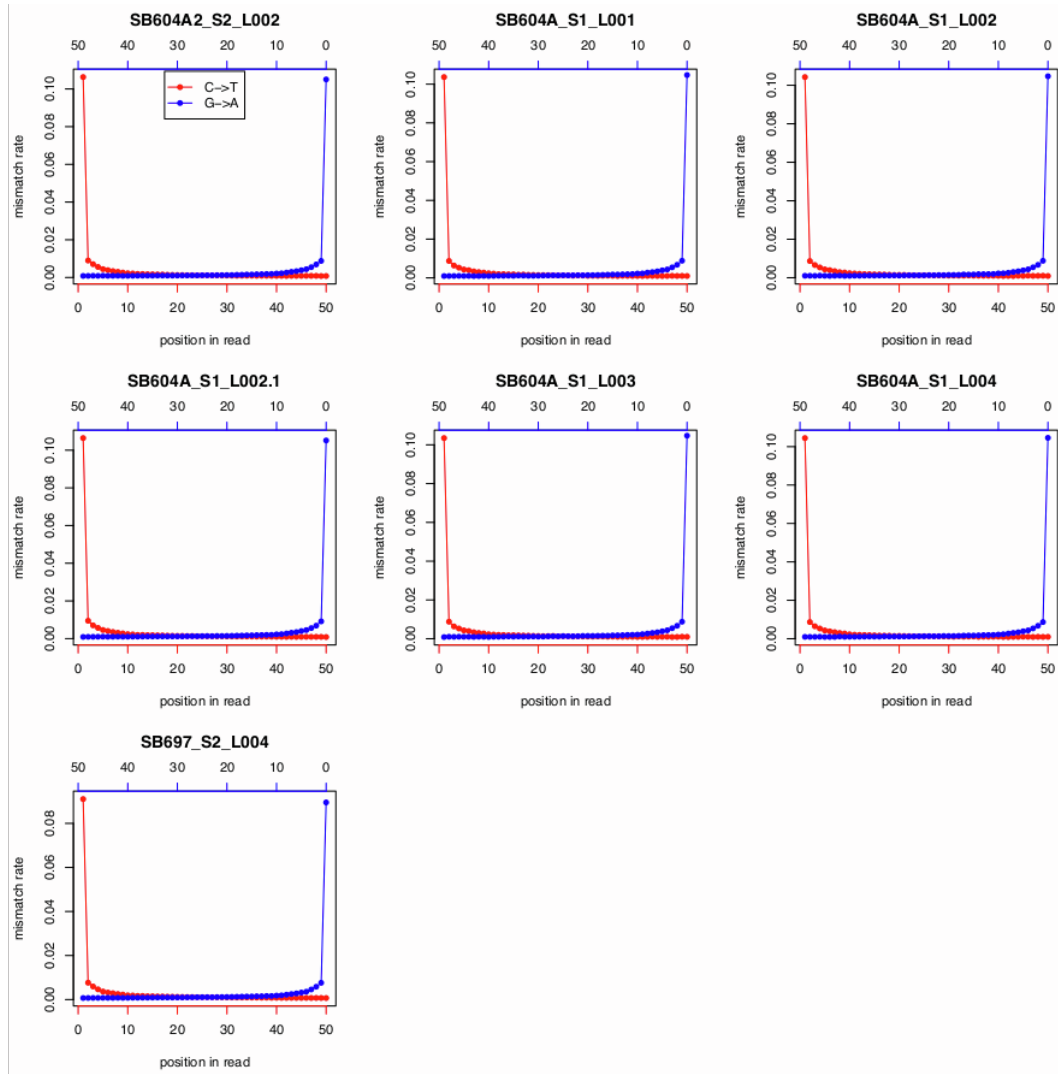 SB604A2_S2_L002
50 40 30 20 10 0
C->T
G->A
mismatch rate
0.00 0.02 0.04 0.06 0.08 0.10
0 10 20 30 40 50
position in read
SB604A_S1_L001
50 40 30 20 10 0
mismatch rate
0.00 0.02 0.04 0.06 0.08 0.10
0 10 20 30 40 50
position in read
SB604A_S1_L002
50 40 30 20 10 0
mismatch rate
0.00 0.02 0.04 0.06 0.08 0.10
0 10 20 30 40 50
position in read
SB604A_S1_L002.1
50 40 30 20 10 0
mismatch rate
0.00 0.02 0.04 0.06 0.08 0.10
0 10 20 30 40 50
position in read
SB604A_S1_L003
50 40 30 20 10 0
mismatch rate
0.00 0.02 0.04 0.06 0.08 0.10
0 10 20 30 40 50
position in read
SB604A_S1_L004
50 40 30 20 10 0
mismatch rate
0.00 0.02 0.04 0.06 0.08 0.10
0 10 20 30 40 50
position in read
SB697_S2_L004
50 40 30 20 10 0
mismatch rate
0.00 0.02 0.04 0.06 0.08
0 10 20 30 40 50
position in read